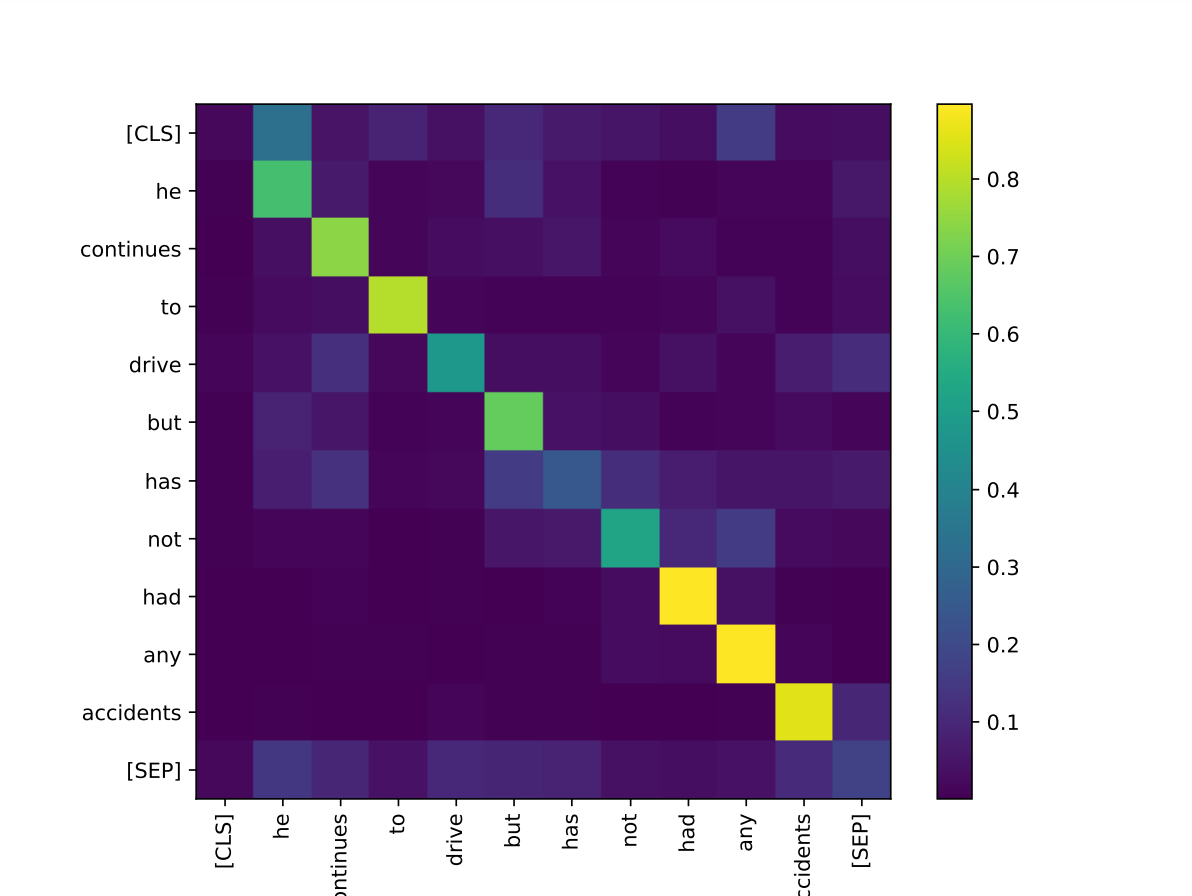 [CLS]
he
continues
to
drive
but
has
not
had
any
accidents
[SEP]
[CLS]
he
ontinues
to
drive
but
has
not
had
any
ccidents
[SEP]
0.8
0.7
0.6
0.5
0.4
0.3
0.2
0.1